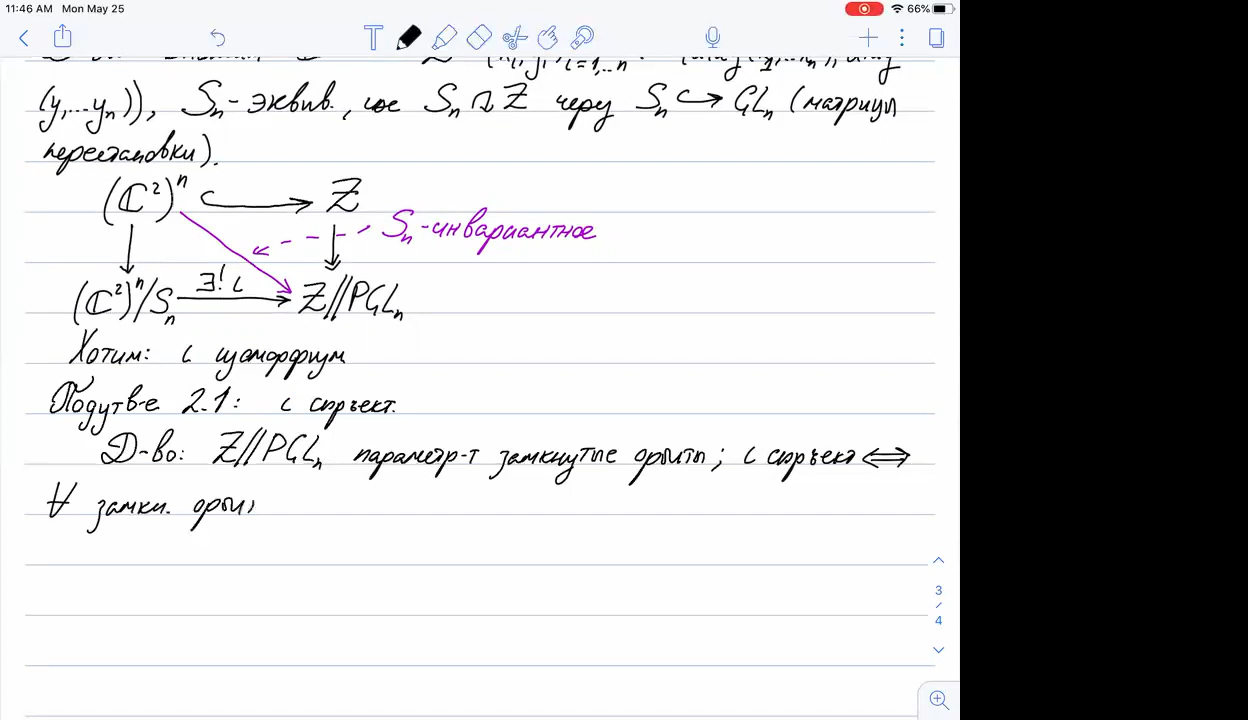 11:46 AM Mon May 25
66%
(y,...yₙ)), Sₙ-эквив., где Sₙ ↷ Z через Sₙ ↪ GLₙ (матрицы
перестановки).
(ℂ²)ⁿ ↪ Z
Sₙ-инвариантное
(ℂ²)ⁿ/Sₙ ∃! ι Z//PGLₙ
Хотим: ι изоморфизм
Подутв-е 2.1: ι сюръект.
Д-во: Z//PGLₙ параметр-т замкнутые орбиты; ι сюръект ⟺
∀ замкн. орби
3
/
4